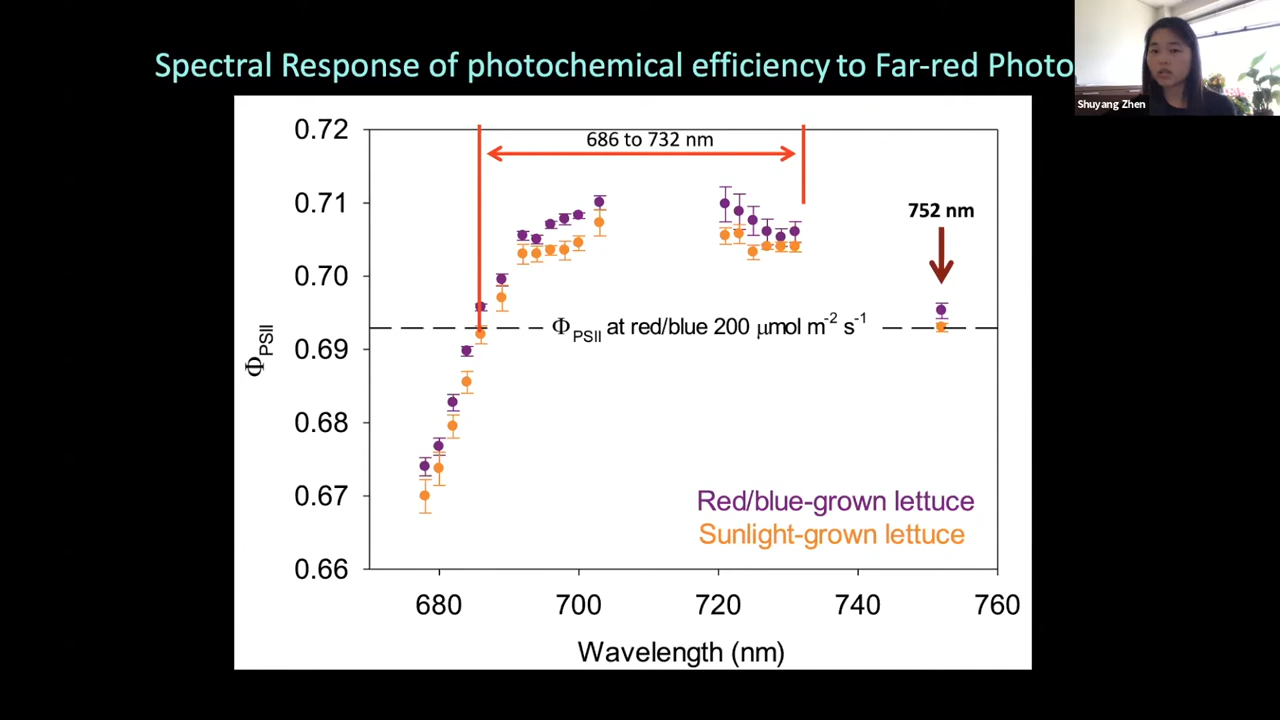 Spectral Response of photochemical efficiency to Far-red Photo
Shuyang Zhen
0.72
0.71
0.70
0.69
0.68
0.67
0.66
ΦPSII
686 to 732 nm
752 nm
ΦPSII at red/blue 200 μmol m-2 s-1
Red/blue-grown lettuce
Sunlight-grown lettuce
680 700 720 740 760
Wavelength (nm)